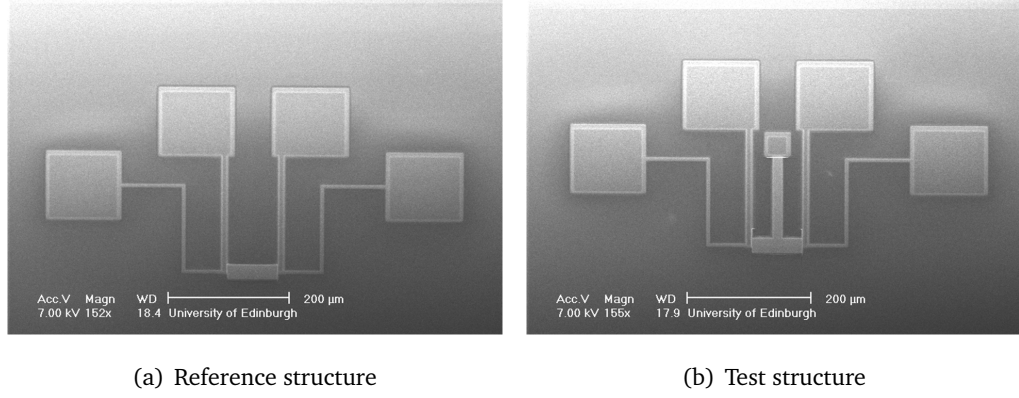 Acc.V Magn WD 200 µm
7.00 kV 152x 18.4 University of Edinburgh
Acc.V Magn WD 200 µm
7.00 kV 155x 17.9 University of Edinburgh
(a) Reference structure
(b) Test structure